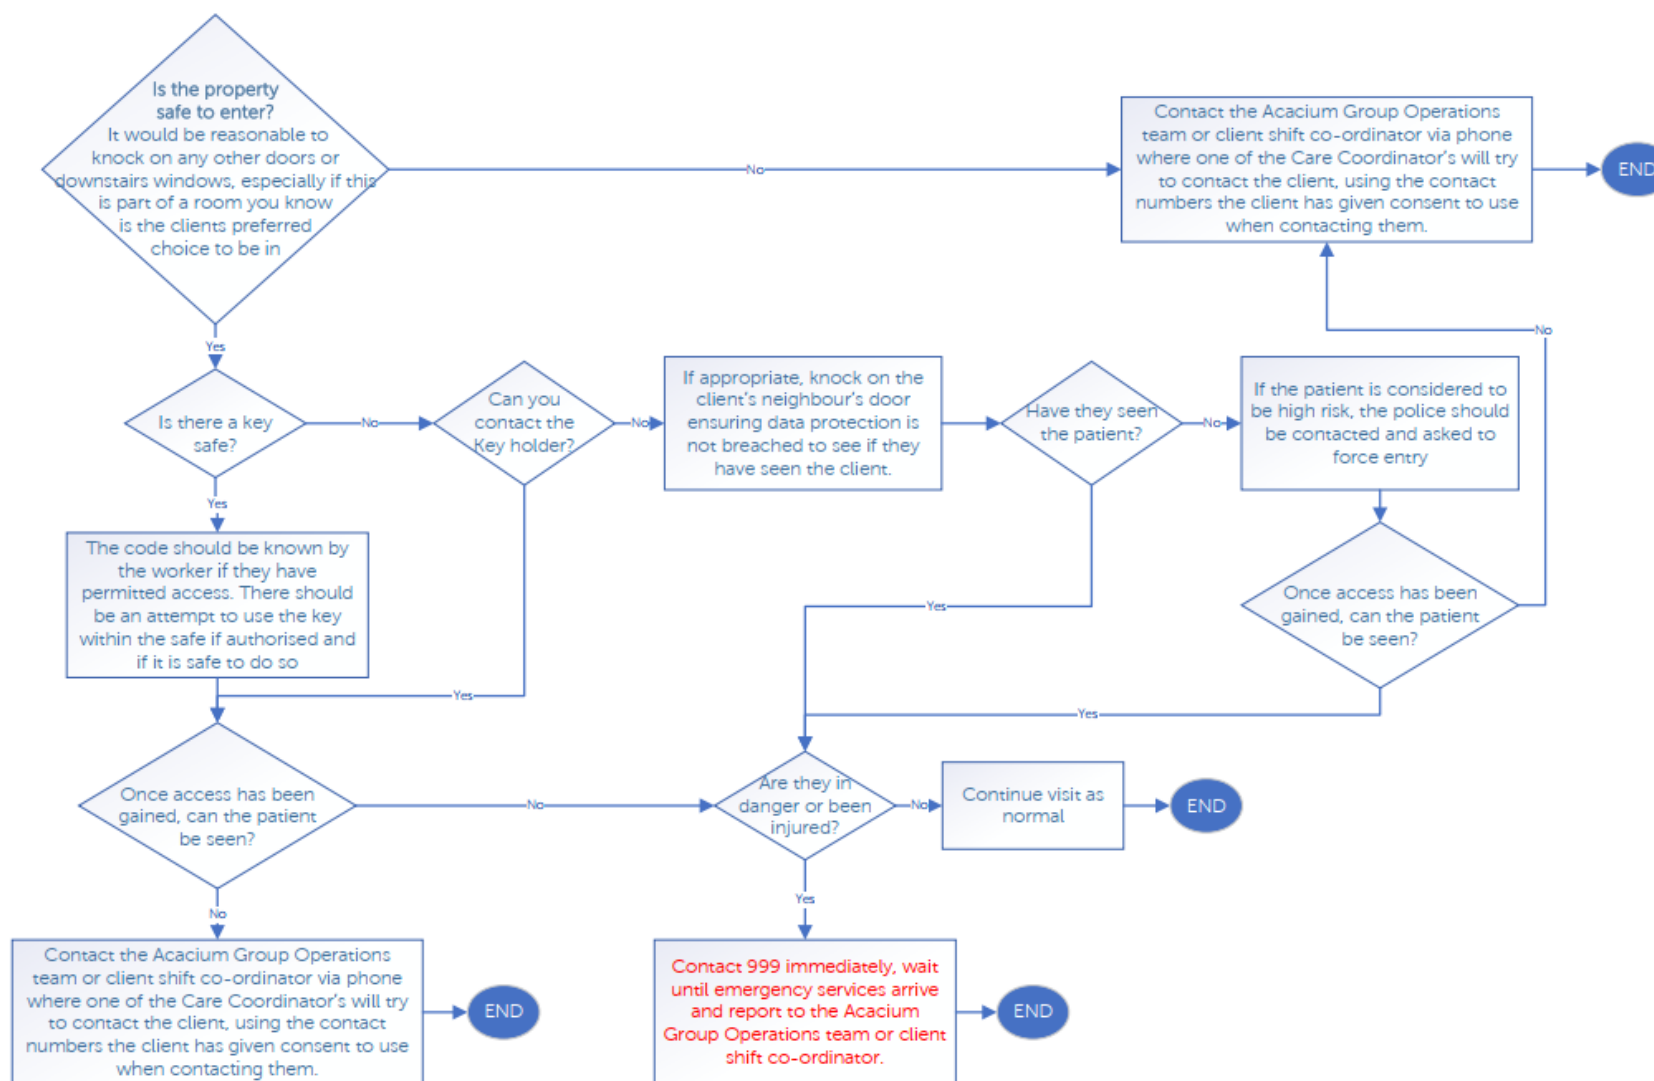 Is the property
safe to enter?
It would be reasonable to
knock on any other doors or
downstairs windows, especially if this
is part of a room you know
is the clients preferred
choice to be in
No
Contact the Acacium Group Operations
team or client shift co-ordinator via phone
where one of the Care Coordinator's will try
to contact the client, using the contact
numbers the client has given consent to use
when contacting them.
END
Yes
Is there a key
safe?
No
Can you
contact the
Key holder?
No
If appropriate, knock on the
client's neighbour's door
ensuring data protection is
not breached to see if they
have seen the client.
Have they seen
the patient?
No
If the patient is considered to
be high risk, the police should
be contacted and asked to
force entry
No
Yes
The code should be known by
the worker if they have
permitted access. There should
be an attempt to use the key
within the safe if authorised and
if it is safe to do so
Yes
Yes
Once access has been
gained, can the patient
be seen?
Yes
Once access has been
gained, can the patient
be seen?
No
Are they in
danger or been
injured?
No
Continue visit as
normal
END
No
Contact the Acacium Group Operations
team or client shift co-ordinator via phone
where one of the Care Coordinator's will try
to contact the client, using the contact
numbers the client has given consent to use
when contacting them.
END
Yes
Contact 999 immediately, wait
until emergency services arrive
and report to the Acacium
Group Operations team or client
shift co-ordinator.
END